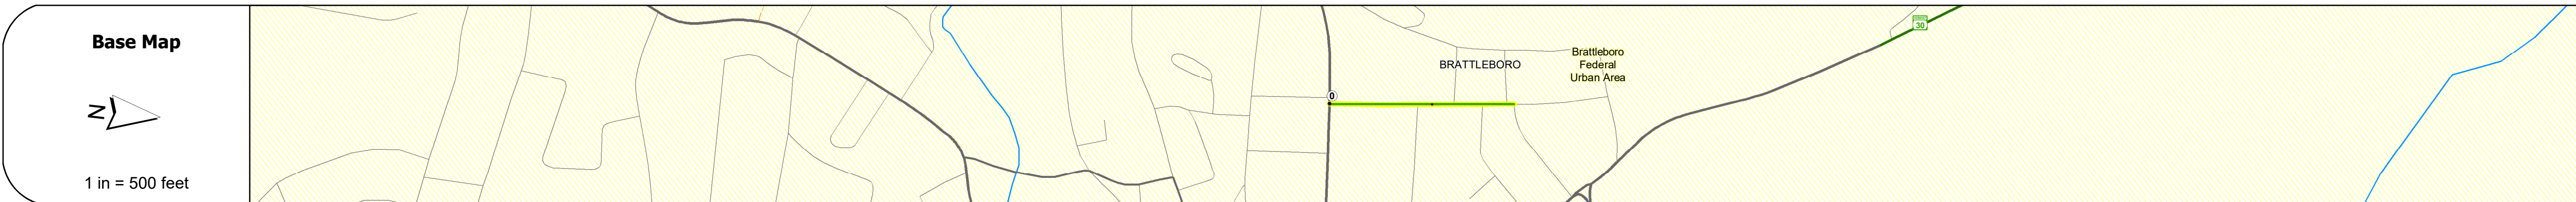 Base Map
N
1 in = 500 feet
0
BRATTLEBORO
Brattleboro
Federal
Urban Area
30